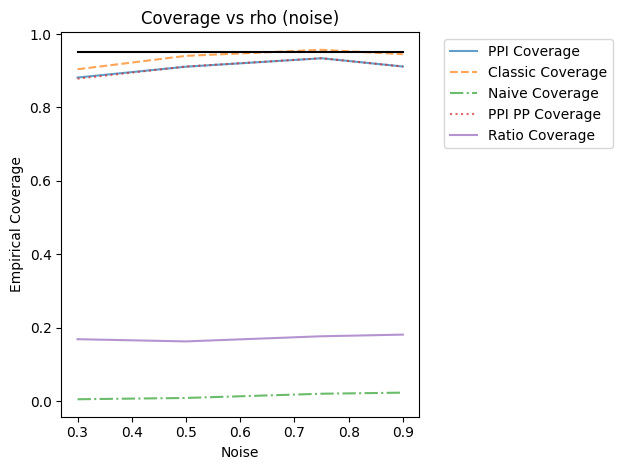 Coverage vs rho (noise)
Empirical Coverage
1.0
0.8
0.6
0.4
0.2
0.0
0.3 0.4 0.5 0.6 0.7 0.8 0.9
Noise
PPI Coverage
Classic Coverage
Naive Coverage
PPI PP Coverage
Ratio Coverage